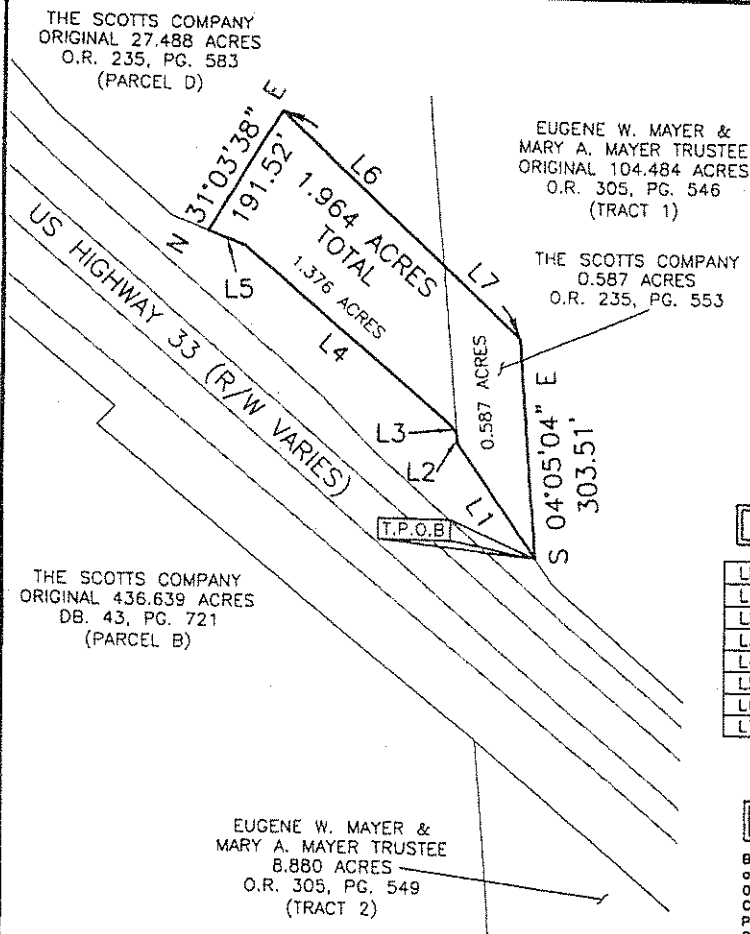 THE SCOTTS COMPANY
ORIGINAL 27.488 ACRES
O.R. 235, PG. 583
(PARCEL D)
EUGENE W. MAYER &
MARY A. MAYER TRUSTEE
ORIGINAL 104.484 ACRES
O.R. 305, PG. 546
(TRACT 1)
N 31°03'38" E
191.52'
L6
1.964 ACRES
TOTAL
1.376 ACRES
L7
THE SCOTTS COMPANY
0.587 ACRES
O.R. 235, PG. 553
US HIGHWAY 33 (R/W VARIES)
L5
L4
L3
L2
L1
0.587 ACRES
S 04°05'04" E
303.51'
T.P.O.B
THE SCOTTS COMPANY
ORIGINAL 436.639 ACRES
DB. 43, PG. 721
(PARCEL B)
EUGENE W. MAYER &
MARY A. MAYER TRUSTEE
8.880 ACRES
O.R. 305, PG. 549
(TRACT 2)